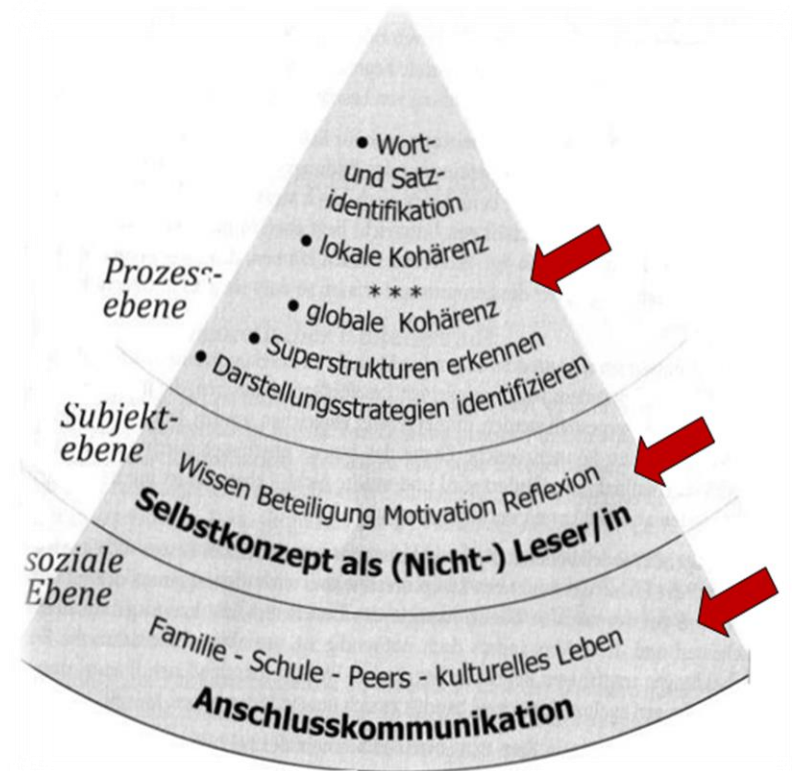 • Wort-
und Satz-
identifikation
• lokale Kohärenz
* * *
• globale Kohärenz
• Superstrukturen erkennen
• Darstellungsstrategien identifizieren
Prozess-
ebene
Subjekt-
ebene
Wissen Beteiligung Motivation Reflexion
Selbstkonzept als (Nicht-) Leser/in
soziale
Ebene
Familie - Schule - Peers - kulturelles Leben
Anschlusskommunikation